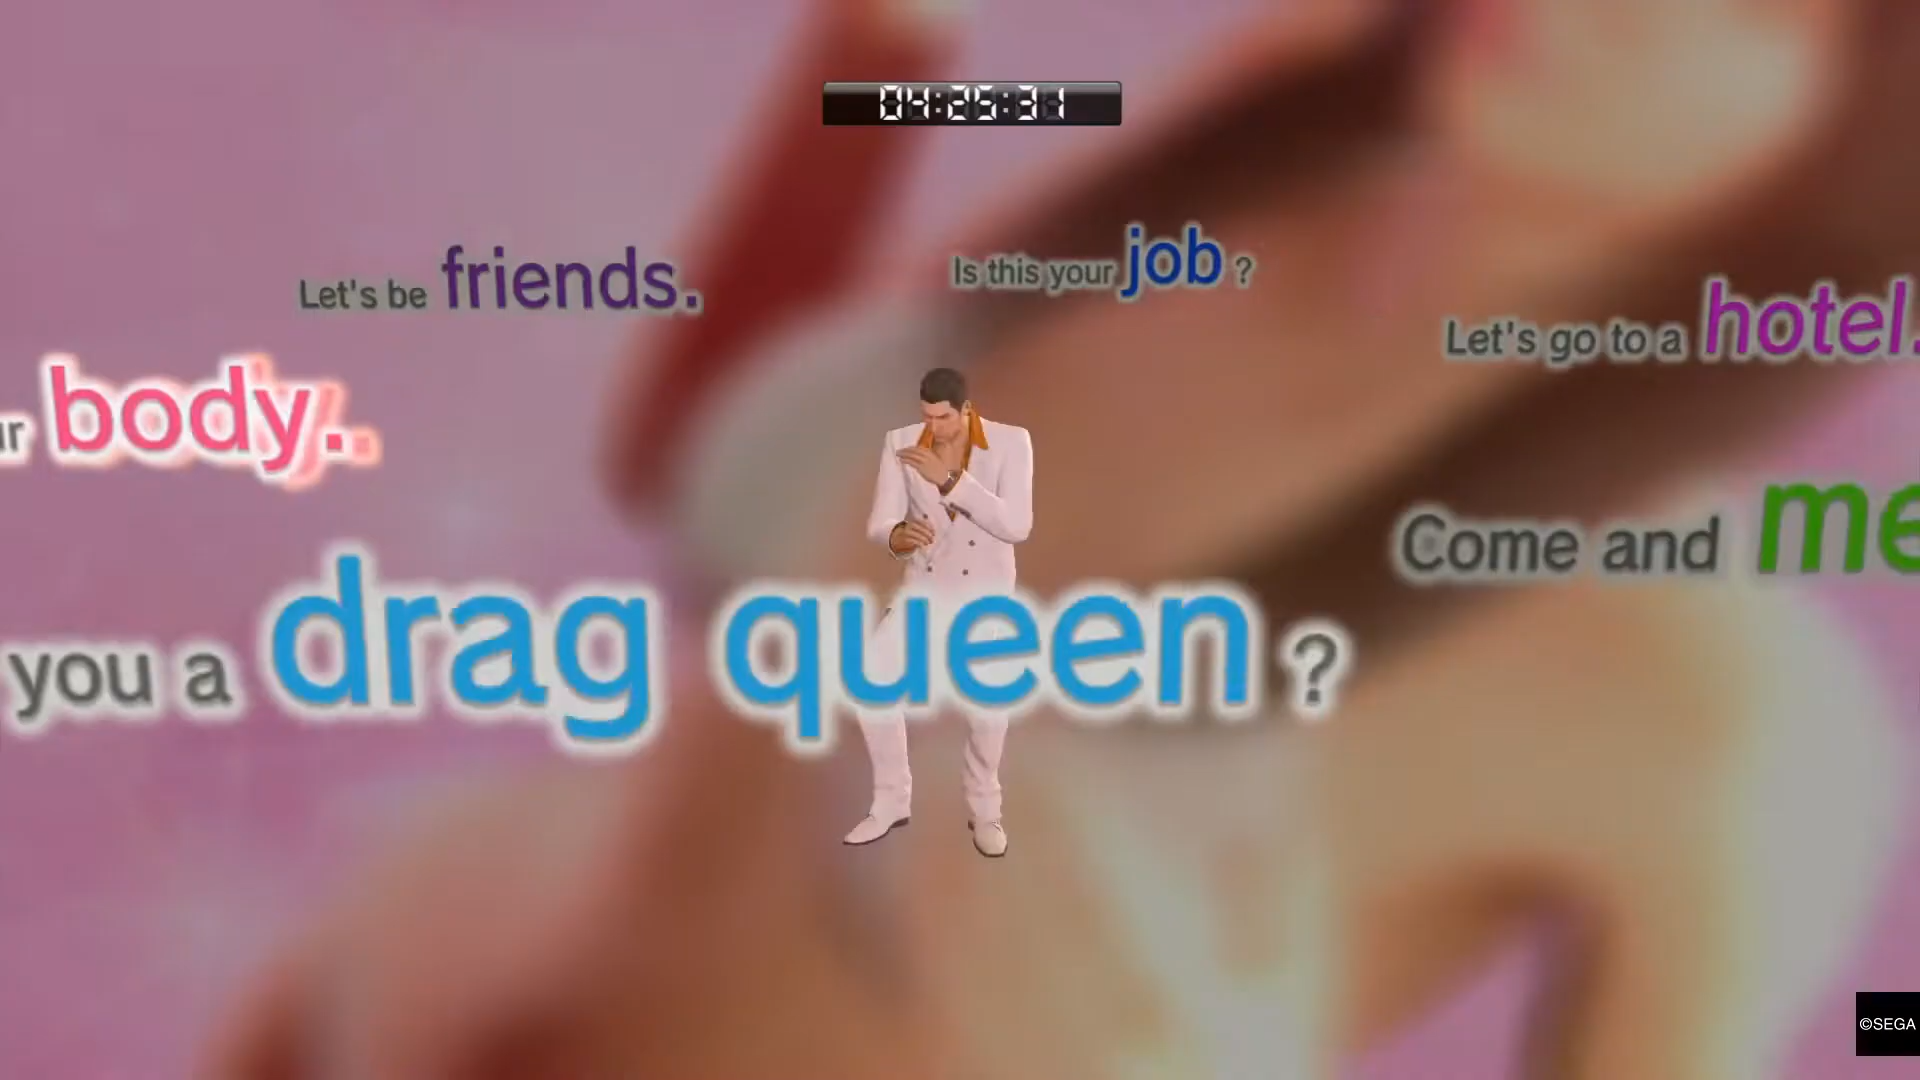 04:25:31
Let's be friends.
Is this your job ?
Let's go to a hotel.
body..
Come and me
you a drag queen ?
©SEGA